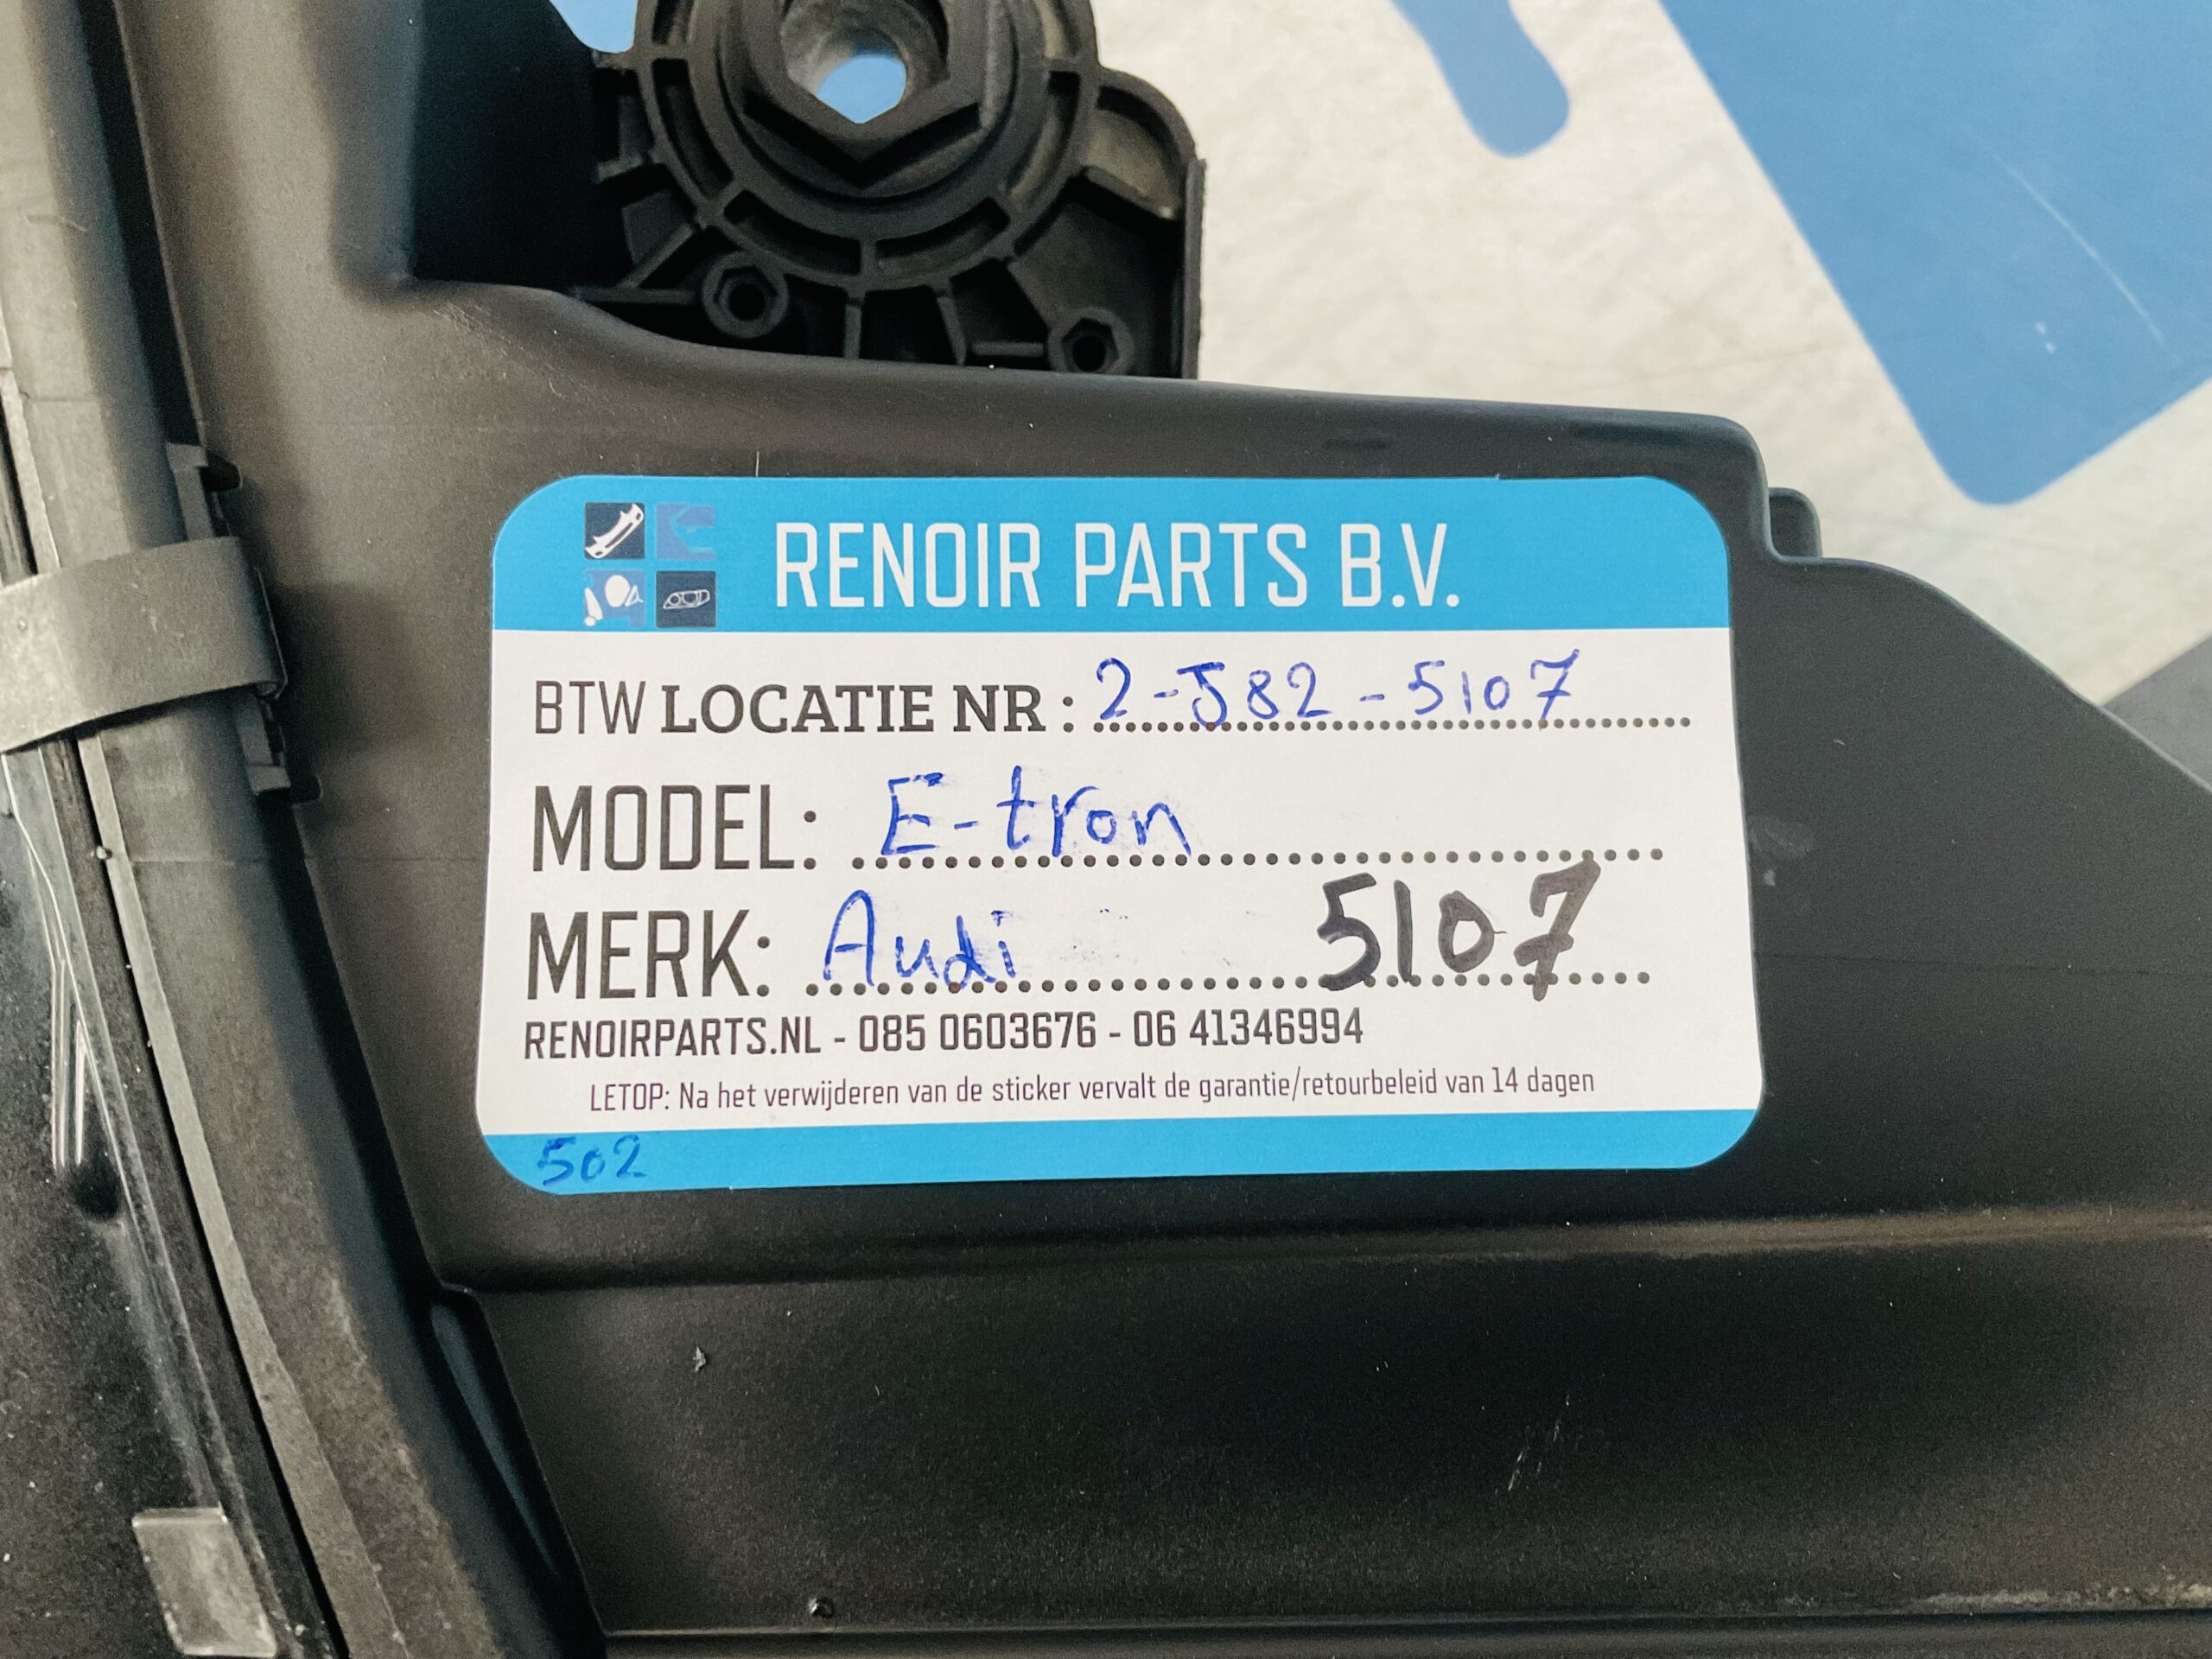 RENOIR PARTS B.V.
BTW LOCATIE NR : 2-J82-5107
MODEL: E-tron
MERK: Audi 5107
RENOIRPARTS.NL - 085 0603676 - 06 41346994
LETOP: Na het verwijderen van de sticker vervalt de garantie/retourbeleid van 14 dagen
502